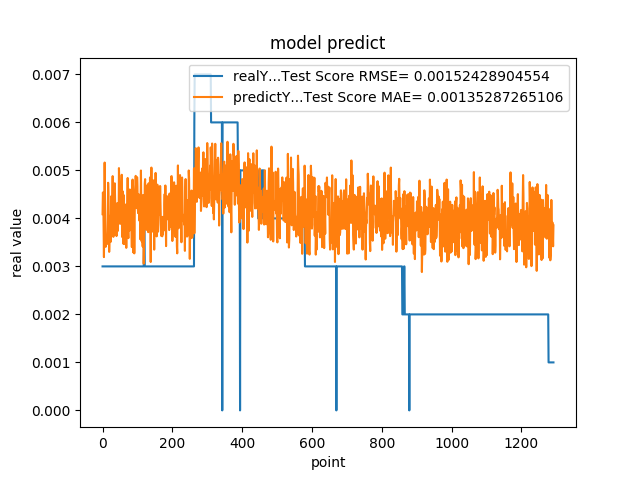 model predict
realY...Test Score RMSE= 0.00152428904554
predictY...Test Score MAE= 0.00135287265106
0.007
0.006
0.005
0.004
0.003
0.002
0.001
0.000
real value
0 200 400 600 800 1000 1200
point